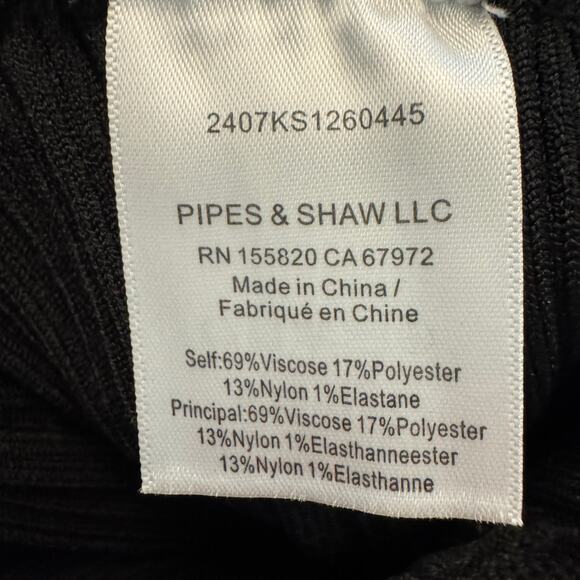 2407KS1260445
PIPES & SHAW LLC
RN 155820 CA 67972
Made in China /
Fabriqué en Chine
Self:69%Viscose 17%Polyester
13%Nylon 1%Elastane
Principal:69%Viscose 17%Polyester
13%Nylon 1%Elasthanneester
13%Nylon 1%Elasthanne